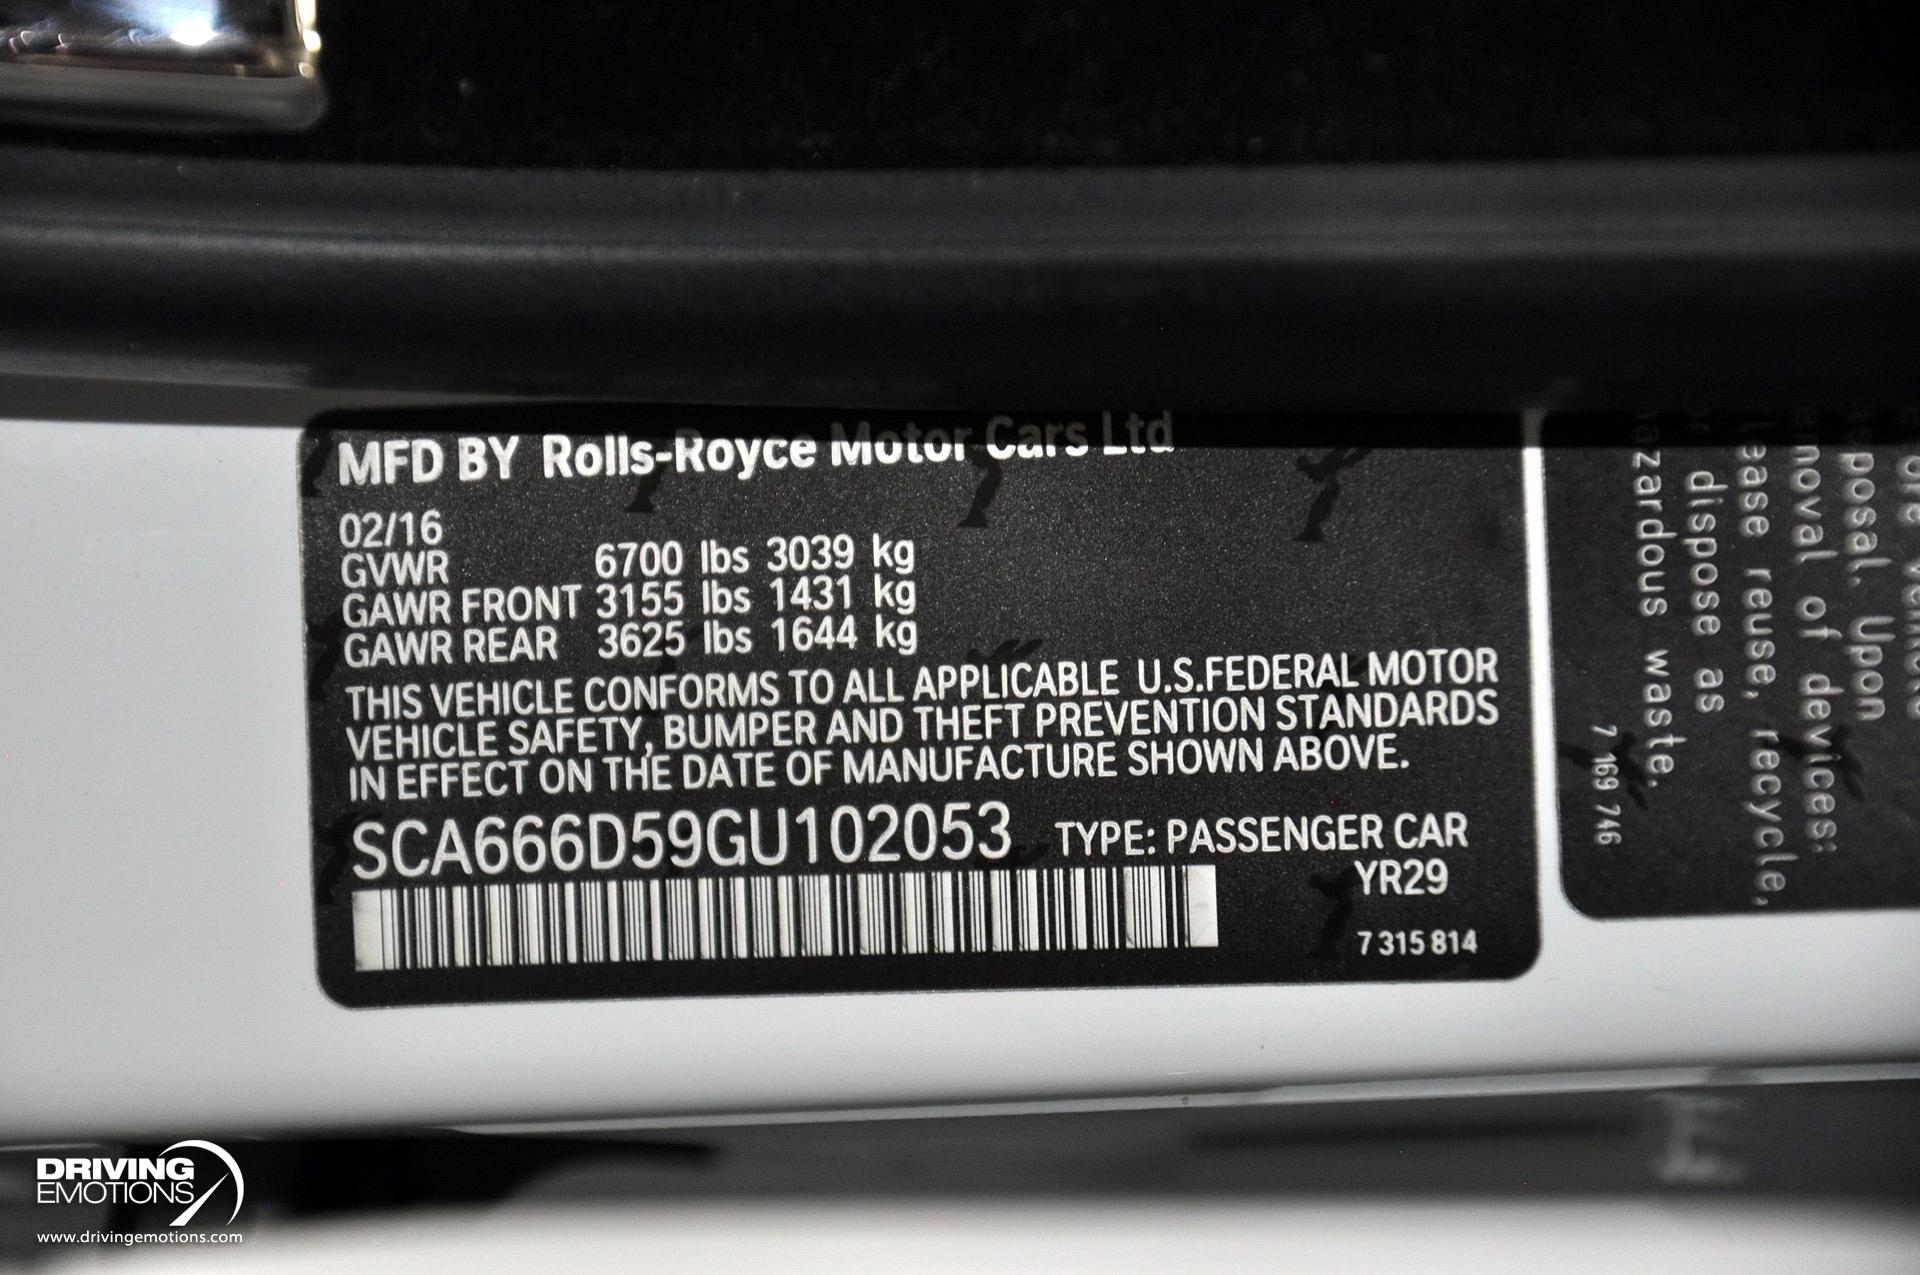 MFD BY Rolls-Royce Motor Cars Ltd
02/16
GVWR 6700 lbs 3039 kg
GAWR FRONT 3155 lbs 1431 kg
GAWR REAR 3625 lbs 1644 kg
THIS VEHICLE CONFORMS TO ALL APPLICABLE U.S.FEDERAL MOTOR
VEHICLE SAFETY, BUMPER AND THEFT PREVENTION STANDARDS
IN EFFECT ON THE DATE OF MANUFACTURE SHOWN ABOVE.
SCA666D59GU102053 TYPE: PASSENGER CAR
YR29
7 315 814
sposal. Upon
emoval of devices:
lease reuse, recycle,
r dispose as
azardous waste.
7 169 746
DRIVING
EMOTIONS
www.drivingemotions.com